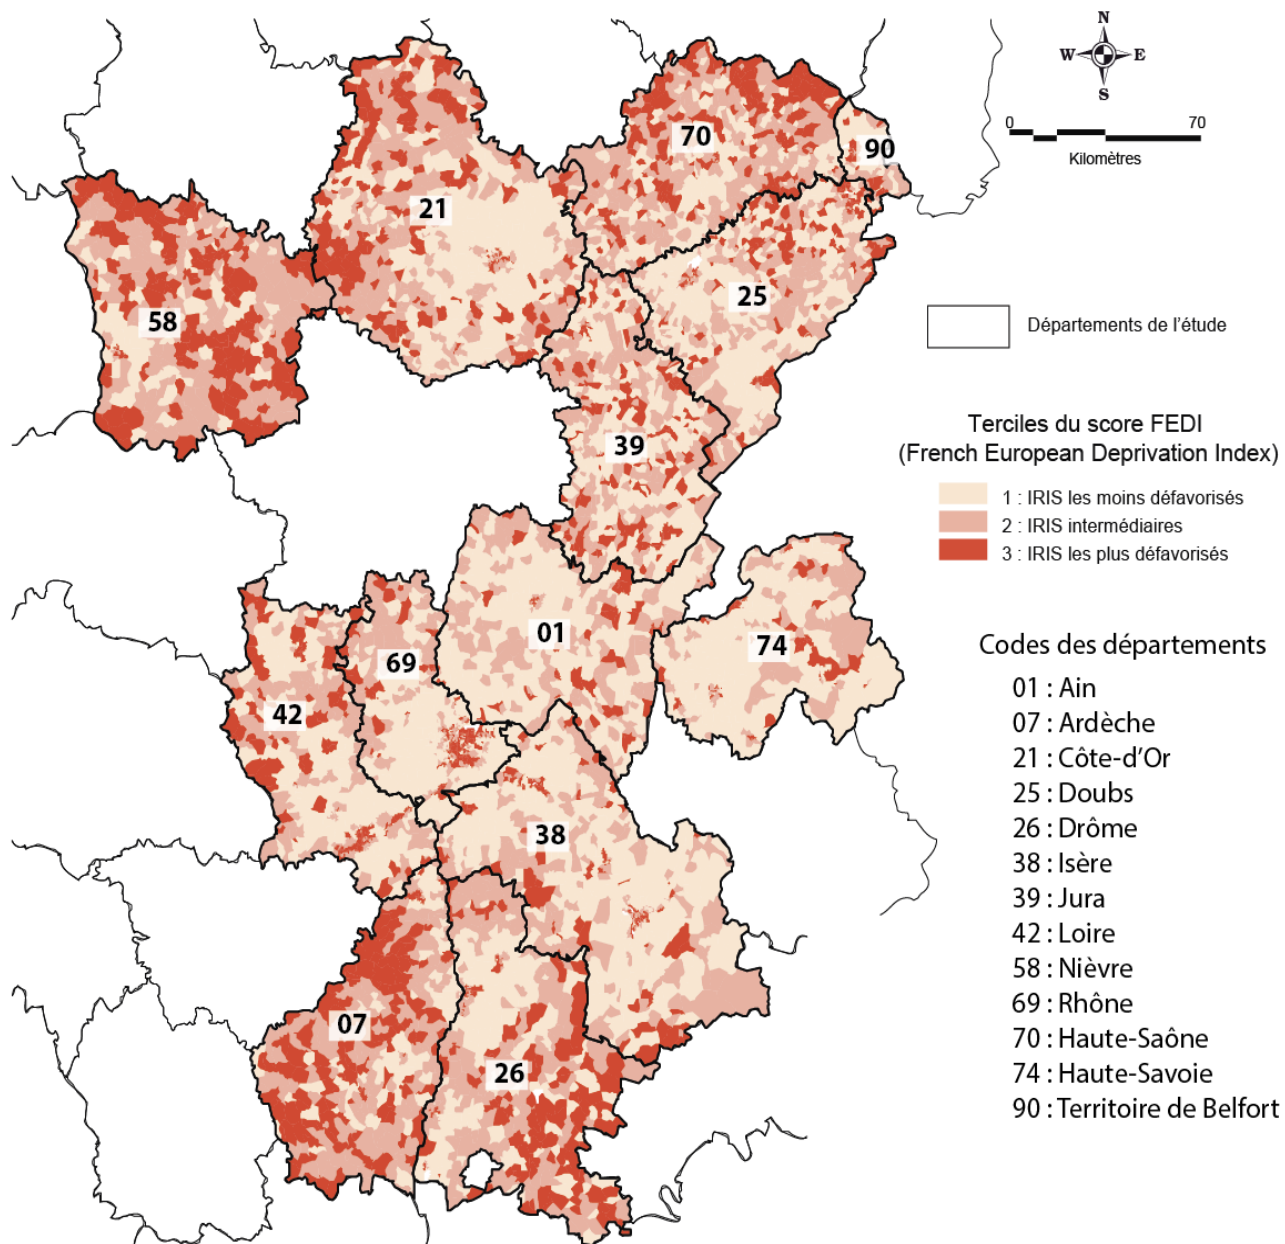 N
W E
S
0 70
Kilomètres
70
90
21
25
58
39
01
74
69
42
38
07
26
Départements de l’étude
Terciles du score FEDI
(French European Deprivation Index)
1 : IRIS les moins défavorisés
2 : IRIS intermédiaires
3 : IRIS les plus défavorisés
Codes des départements
01 : Ain
07 : Ardèche
21 : Côte-d’Or
25 : Doubs
26 : Drôme
38 : Isère
39 : Jura
42 : Loire
58 : Nièvre
69 : Rhône
70 : Haute-Saône
74 : Haute-Savoie
90 : Territoire de Belfort